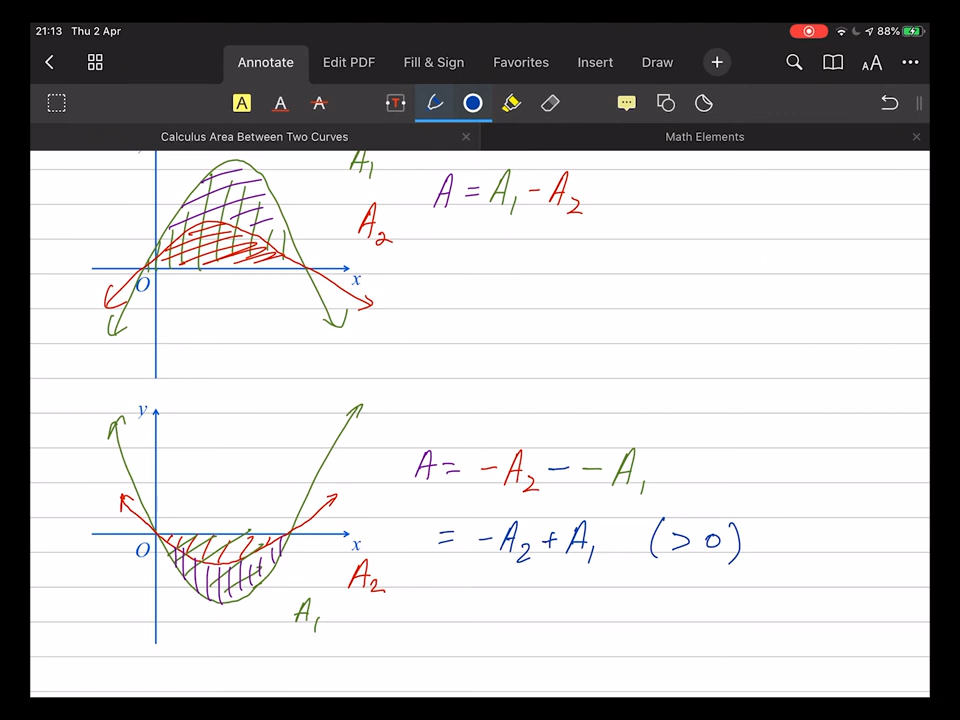 21:13 Thu 2 Apr 88%
Annotate Edit PDF Fill & Sign Favorites Insert Draw
AA
A A A T
Calculus Area Between Two Curves Math Elements
A₁
A = A₁ - A₂
A₂
O x
y
A = -A₂ - -A₁
O x
= -A₂ + A₁ (> 0)
A₂
A₁